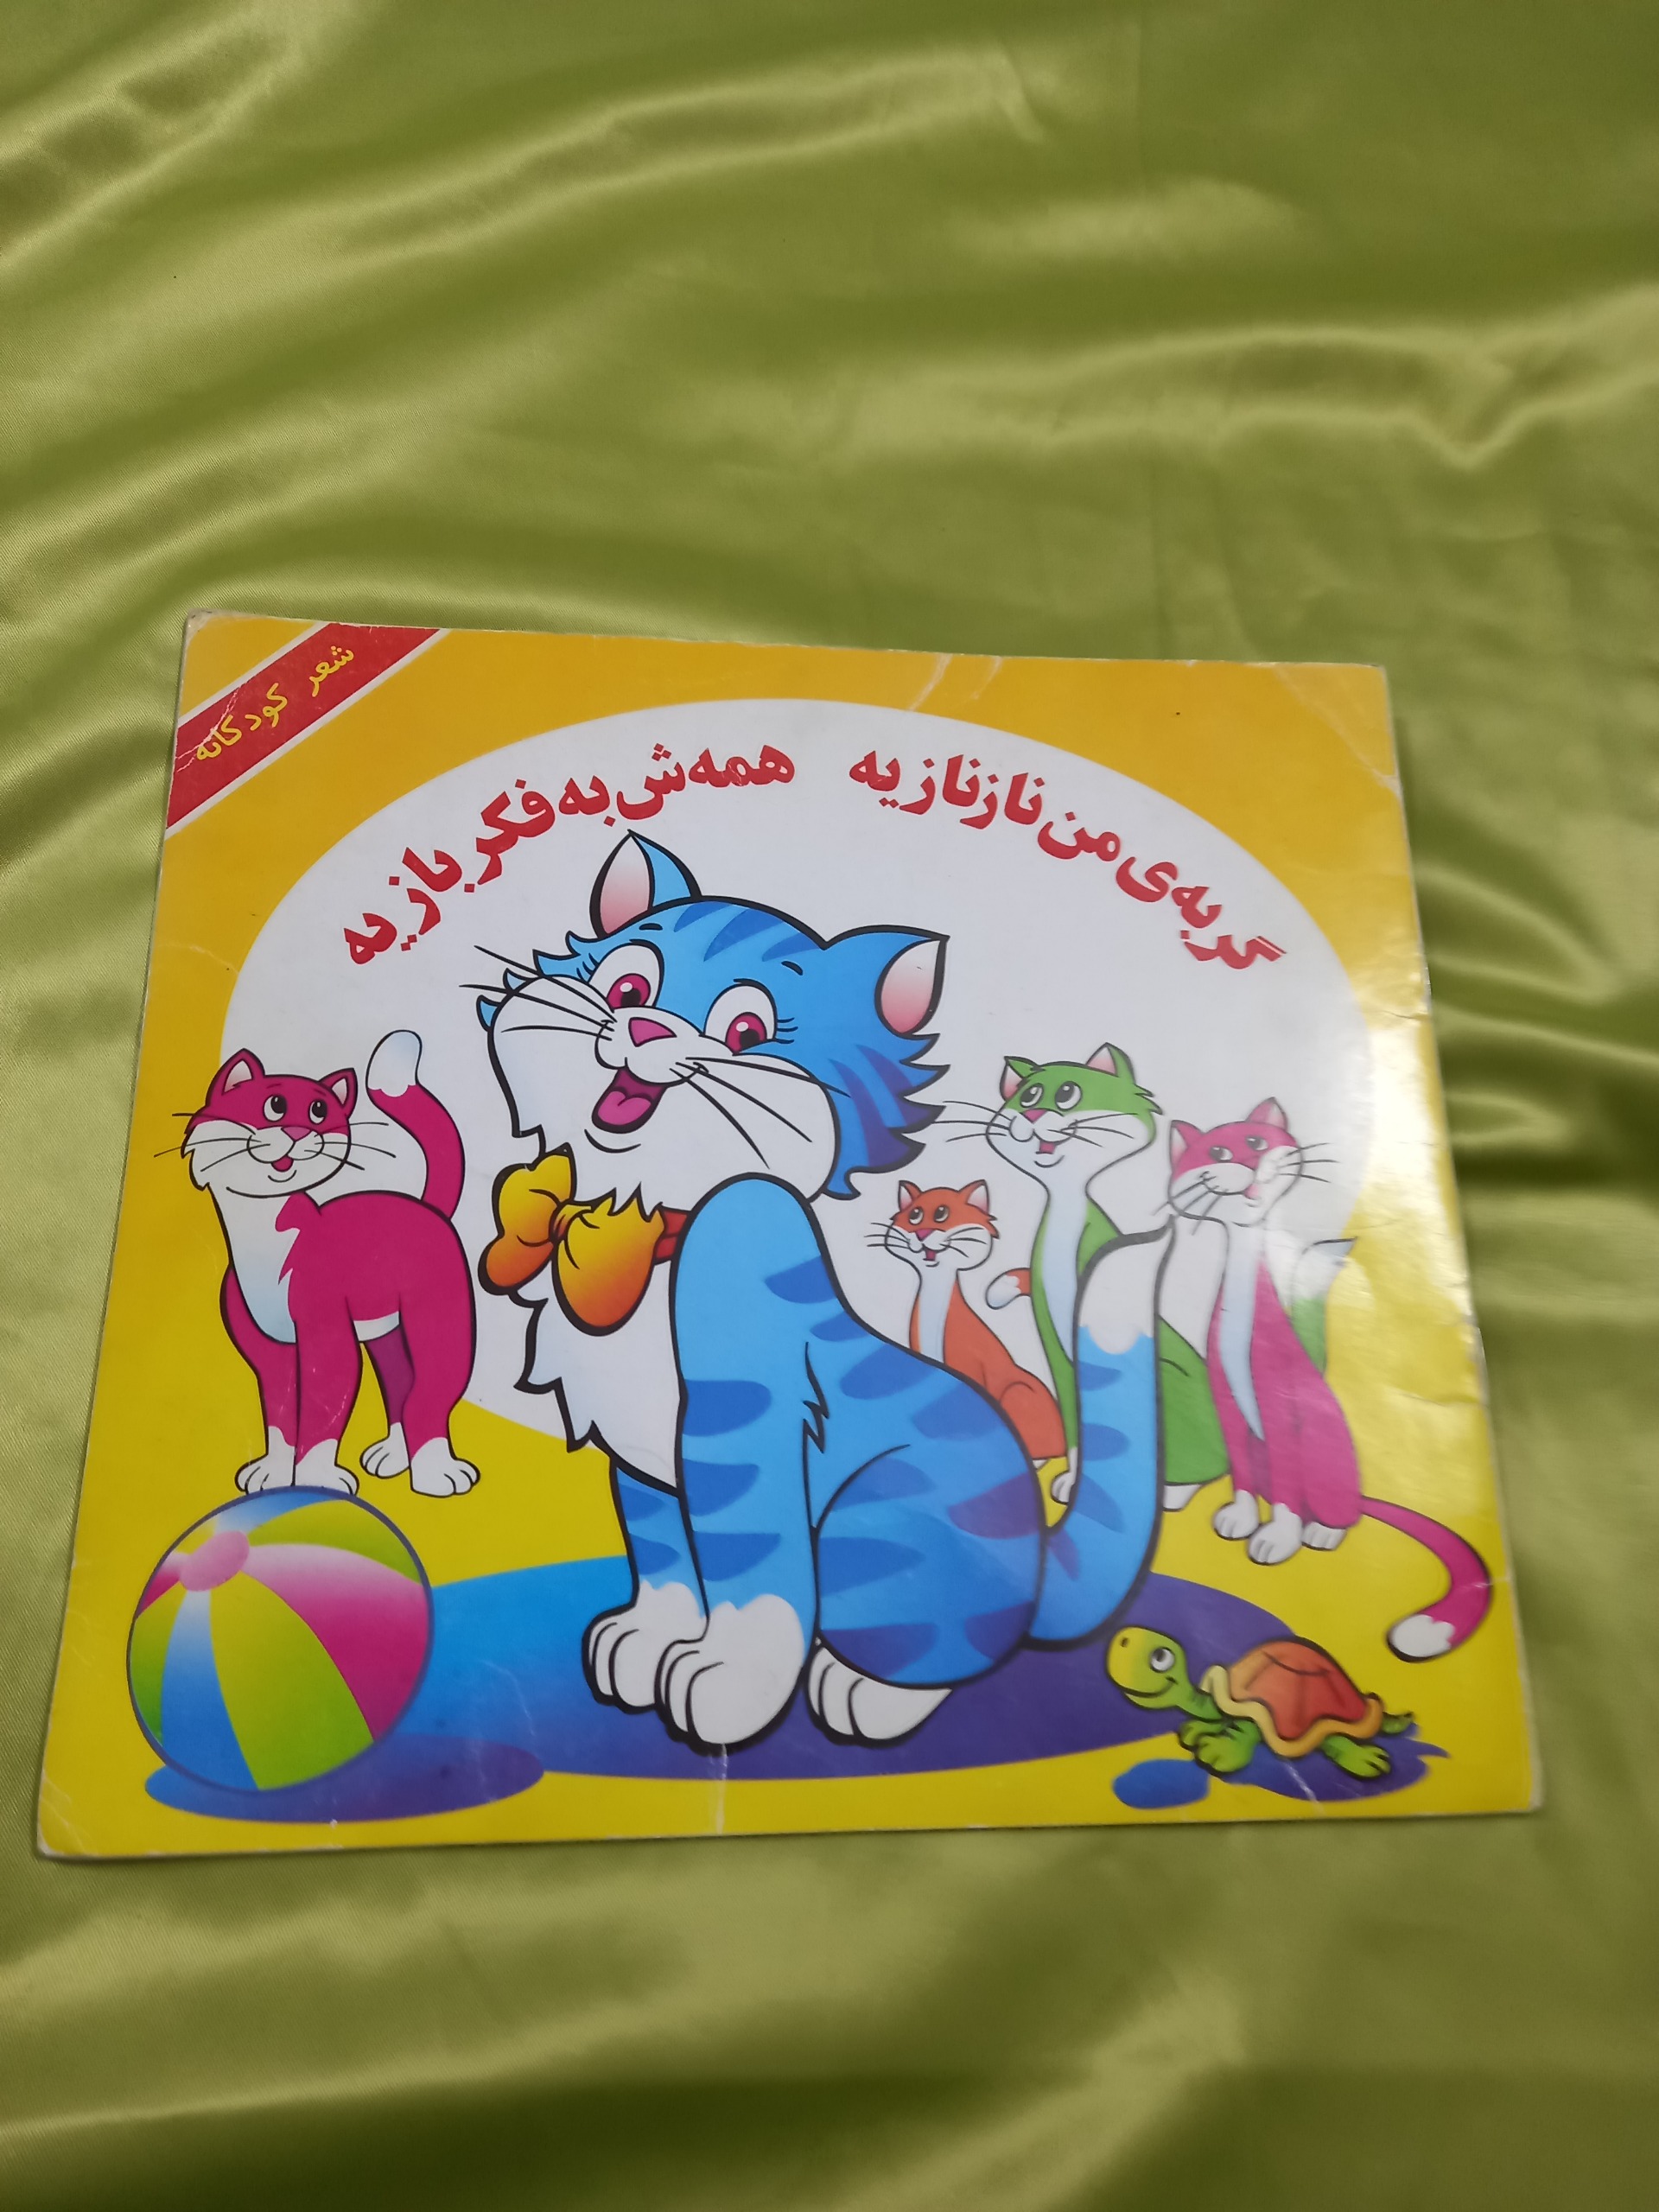 شعر کودکانه
گربه‌ی من نازنازیه همه‌ش به فکر بازیه